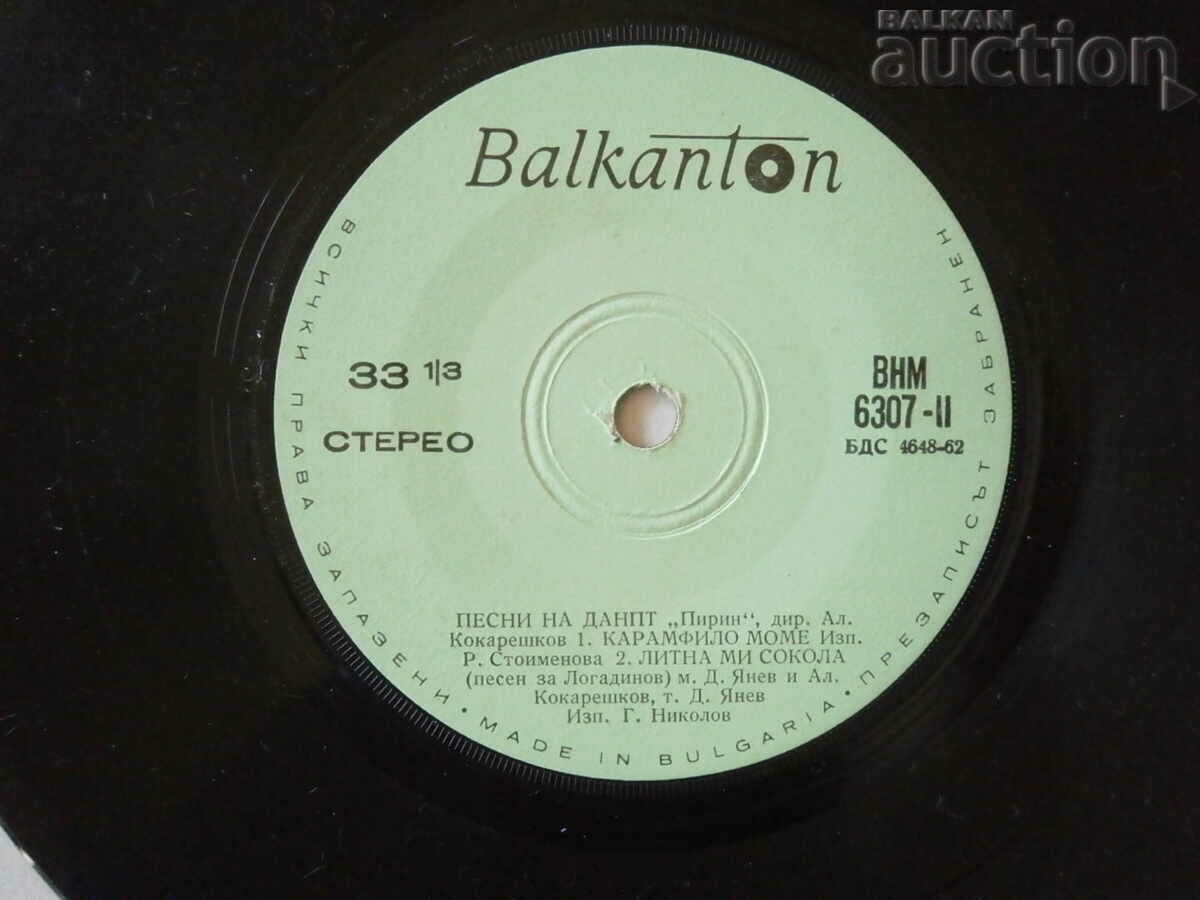 BALKAN
auction
Balkanton
33 1/3
СТЕРЕО
ВНМ
6307-II
БДС 4648-62
ПЕСНИ НА ДАНПТ „Пирин“, дир. Ал.
Кокарешков 1. КАРАМФИЛО МОМЕ Изп.
Р. Стоименова 2. ЛИТНА МИ СОКОЛА
(песен за Логадинов) м. Д. Янев и Ал.
Кокарешков, т. Д. Янев
Изп. Г. Николов
ВСИЧКИ ПРАВА ЗАПАЗЕНИ • MADE IN BULGARIA • ПРЕЗАПИСЪТ ЗАБРАНЕН